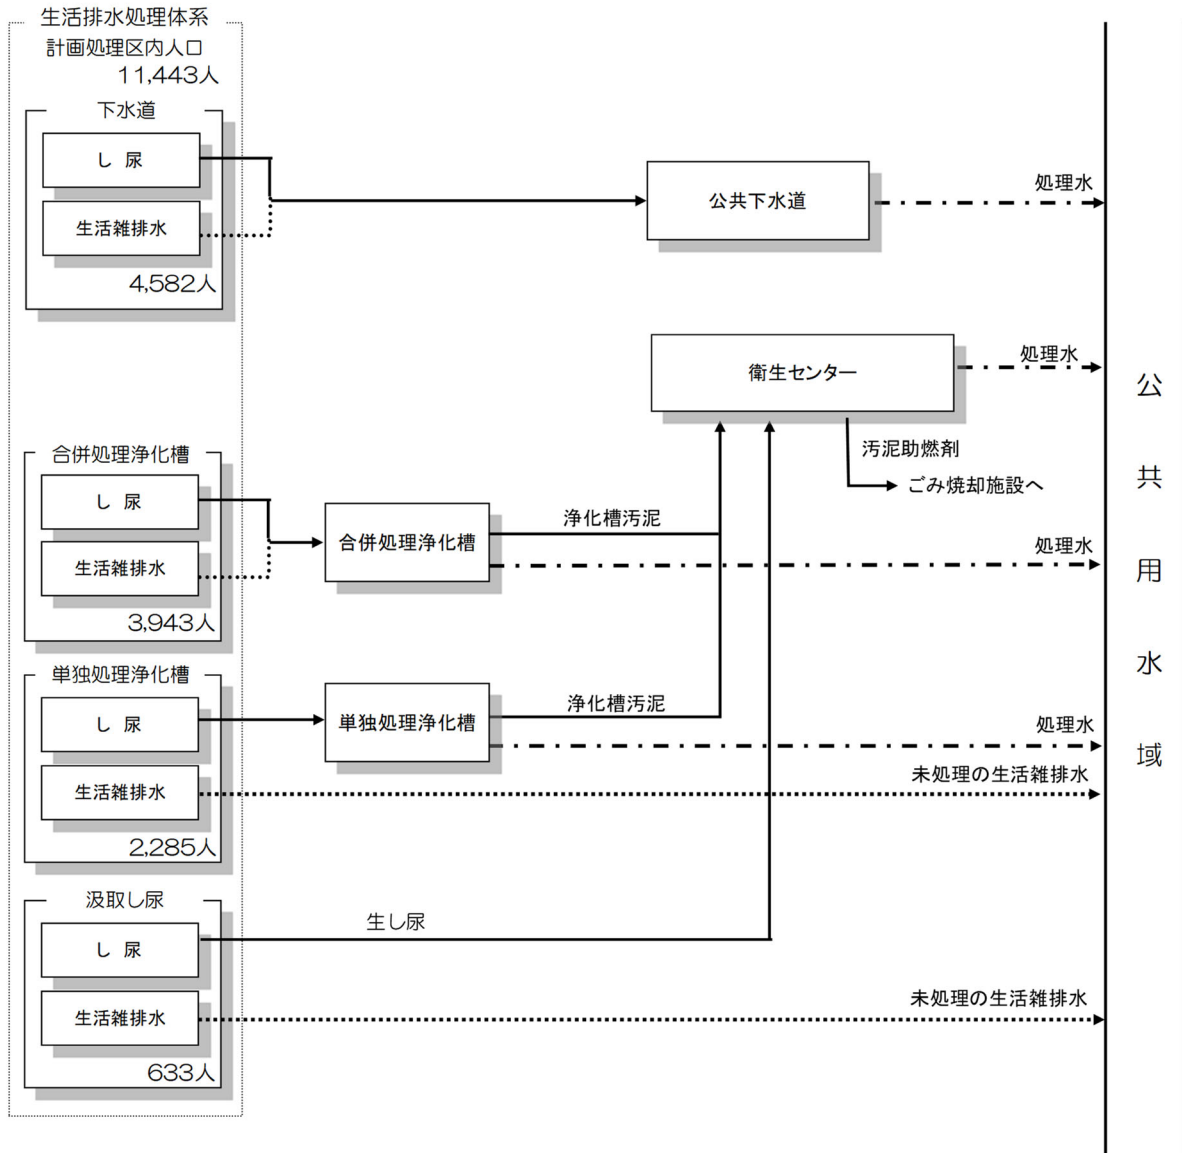 生活排水処理体系
計画処理区内人口
11,443人
下水道
し 尿
生活雑排水
4,582人
公共下水道
処理水
衛生センター
処理水
汚泥助燃剤
ごみ焼却施設へ
合併処理浄化槽
し 尿
生活雑排水
3,943人
合併処理浄化槽
浄化槽汚泥
処理水
単独処理浄化槽
し 尿
生活雑排水
2,285人
単独処理浄化槽
浄化槽汚泥
処理水
未処理の生活雑排水
汲取し尿
し 尿
生活雑排水
633人
生し尿
未処理の生活雑排水
公共用水域